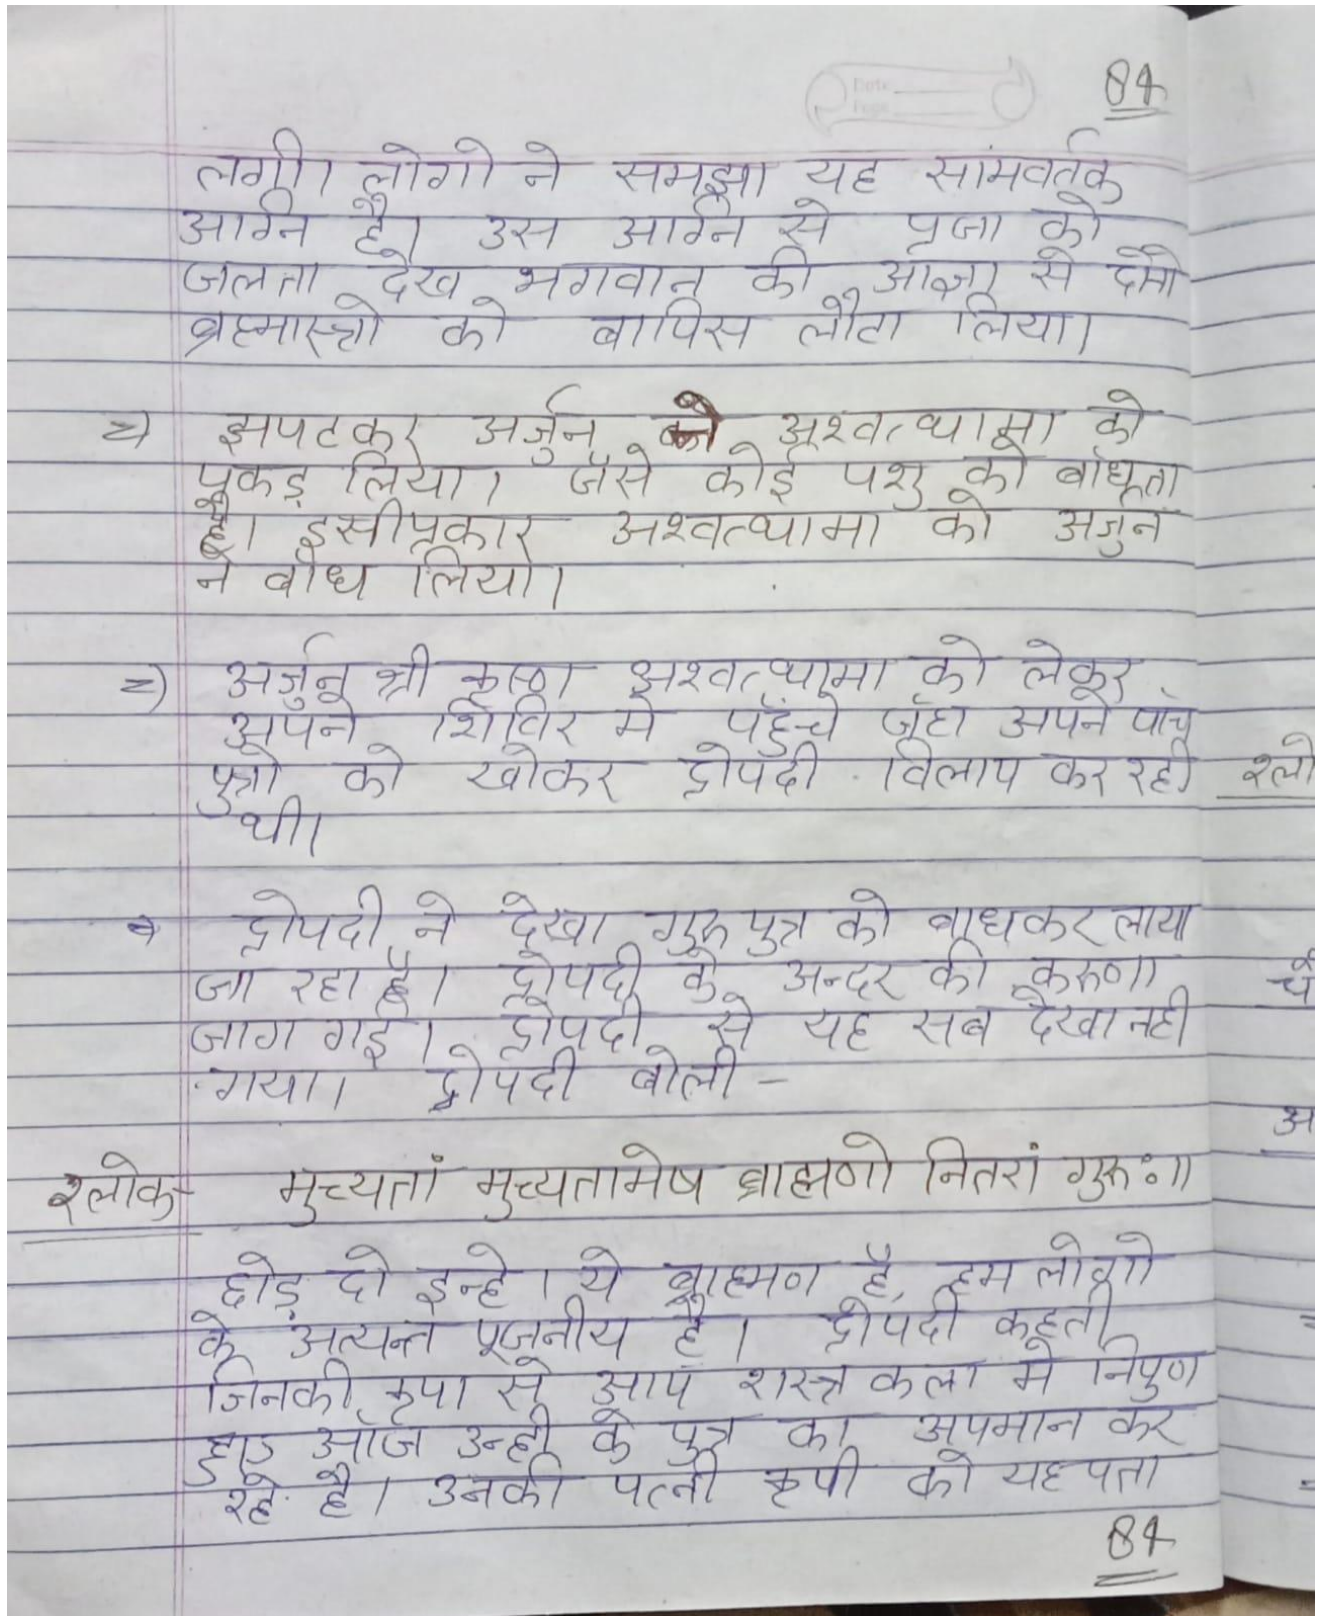 84
लगी। लोगो ने समझा यह सांमवर्तक
अग्नि है। उस अग्नि से प्रजा को
जलता देख भगवान की आज्ञा से दोनो
ब्रह्मास्त्रो को बापिस लौटा लिया।
=> झपटकर अर्जुन ने अश्वत्थामा को
पकड़ लिया। जैसे कोई पशु को बांधता
है। इसीप्रकार अश्वत्थामा को अर्जुन
ने बांध लिया।
=> अर्जुन श्री कृष्ण अश्वत्थामा को लेकर
अपने शिविर मे पहुँचे जँहा अपने पाँच
पुत्रो को खोकर द्रोपदी विलाप कर रही
थी।
द्रोपदी ने देखा गुरु पुत्र को बाधकर लाया
जा रहा है। द्रोपदी के अन्दर की करुणा
जाग गई। द्रोपदी से यह सब देखा नही
गया। द्रोपदी बोली -
श्लोक- मुच्यतां मुच्यतामेष ब्राह्मणो नितरां गुरुः॥
छोड़ दो इन्हे। ये ब्राह्मण है, हम लोगो
के अत्यन्त पूजनीय है। द्रोपदी कहती
जिनकी कृपा से आप शस्त्र कला मे निपुण
हुए आज उन्ही के पुत्र का अपमान कर
रहे है। उनकी पत्नी कृपी को यह पता
84
श्लो
अ